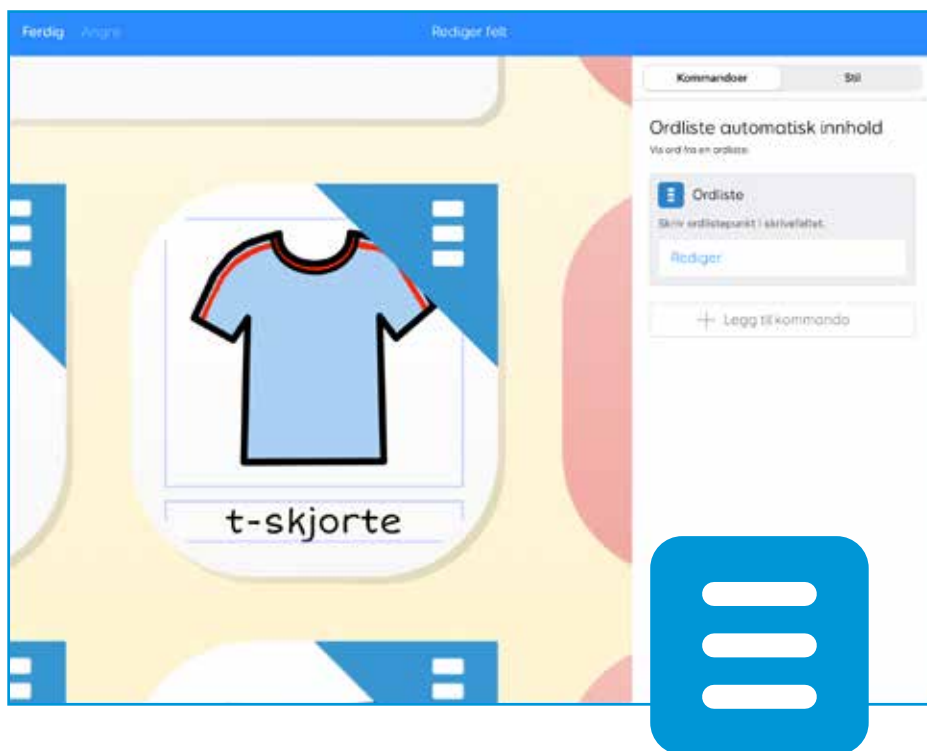 Ferdig Angre Rediger felt
Kommandoer Stil
Ordliste automatisk innhold
Vis ord fra en ordliste.
Ordliste
Skriv ordlistepunkt i skrivefeltet.
Rediger
+ Legg til kommando
t-skjorte